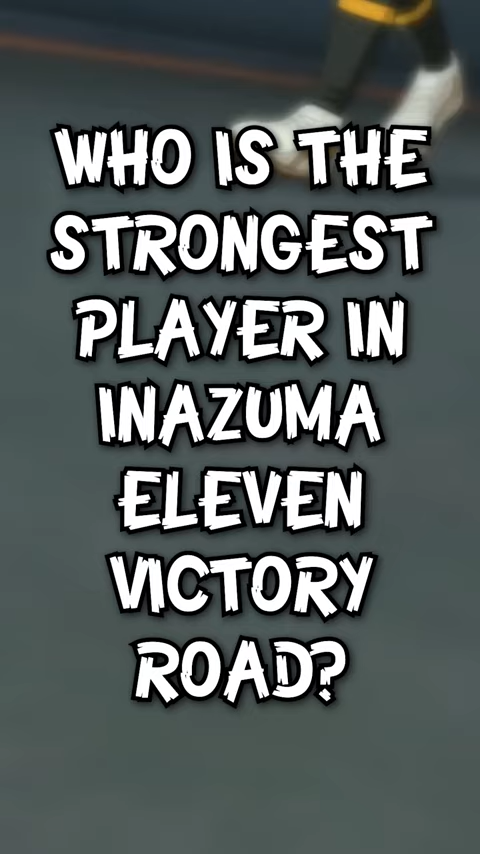 WHO IS THE
STRONGEST
PLAYER IN
INAZUMA
ELEVEN
VICTORY
ROAD?